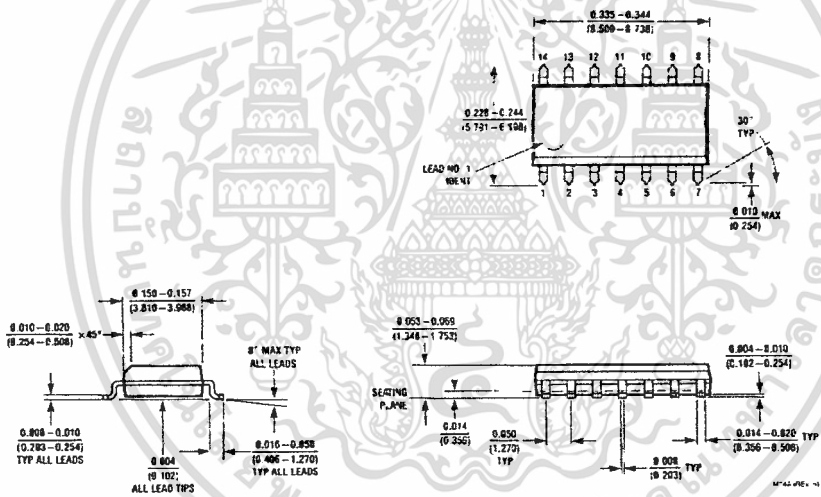 0.335–0.344
(8.509–8.738)
14 13 12 11 10 9 8
0.228–0.244
(5.791–6.198)
30°
TYP
LEAD NO. 1
IDENT
1 2 3 4 5 6 7
0.010 MAX
(0.254)
0.150–0.157
(3.810–3.988)
0.010–0.020 ×45°
(0.254–0.508)
8° MAX TYP
ALL LEADS
0.008–0.010
(0.203–0.254)
TYP ALL LEADS
0.004
(0.102)
ALL LEAD TIPS
0.016–0.050
(0.406–1.270)
TYP ALL LEADS
0.053–0.069
(1.346–1.753)
0.004–0.010
(0.102–0.254)
SEATING
PLANE
0.014
(0.356)
0.050
(1.270)
TYP
0.008 TYP
(0.203)
0.014–0.020 TYP
(0.356–0.508)